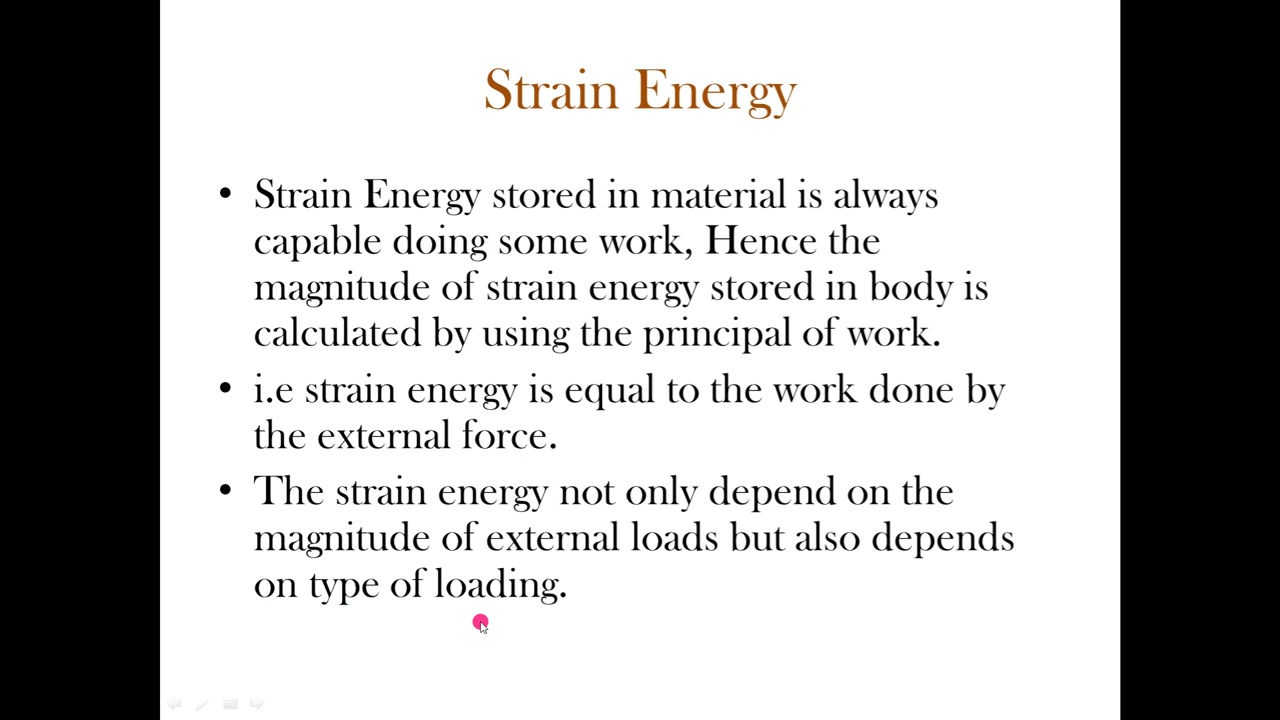 Strain Energy
• Strain Energy stored in material is always
capable doing some work, Hence the
magnitude of strain energy stored in body is
calculated by using the principal of work.
• i.e strain energy is equal to the work done by
the external force.
• The strain energy not only depend on the
magnitude of external loads but also depends
on type of loading.